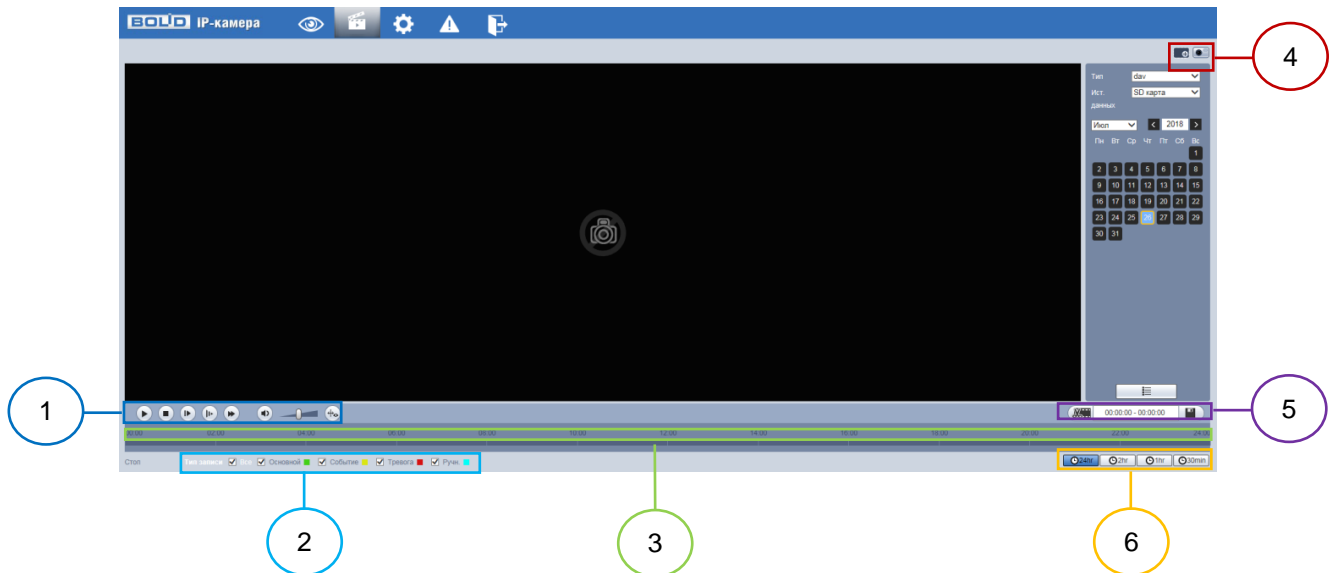 BOLID IP-камера
4
Тип dav
Ист. данных SD карта
Июл 2018
Пн Вт Ср Чт Пт Сб Вс
1
2 3 4 5 6 7 8
9 10 11 12 13 14 15
16 17 18 19 20 21 22
23 24 25 26 27 28 29
30 31
1
00:00:00 - 00:00:00
5
00:00 02:00 04:00 06:00 08:00 10:00 12:00 14:00 16:00 18:00 20:00 22:00 24:00
Стоп Тип записи Все Основной Событие Тревога Ручн. 24hr 2hr 1hr 30min
2
3
6